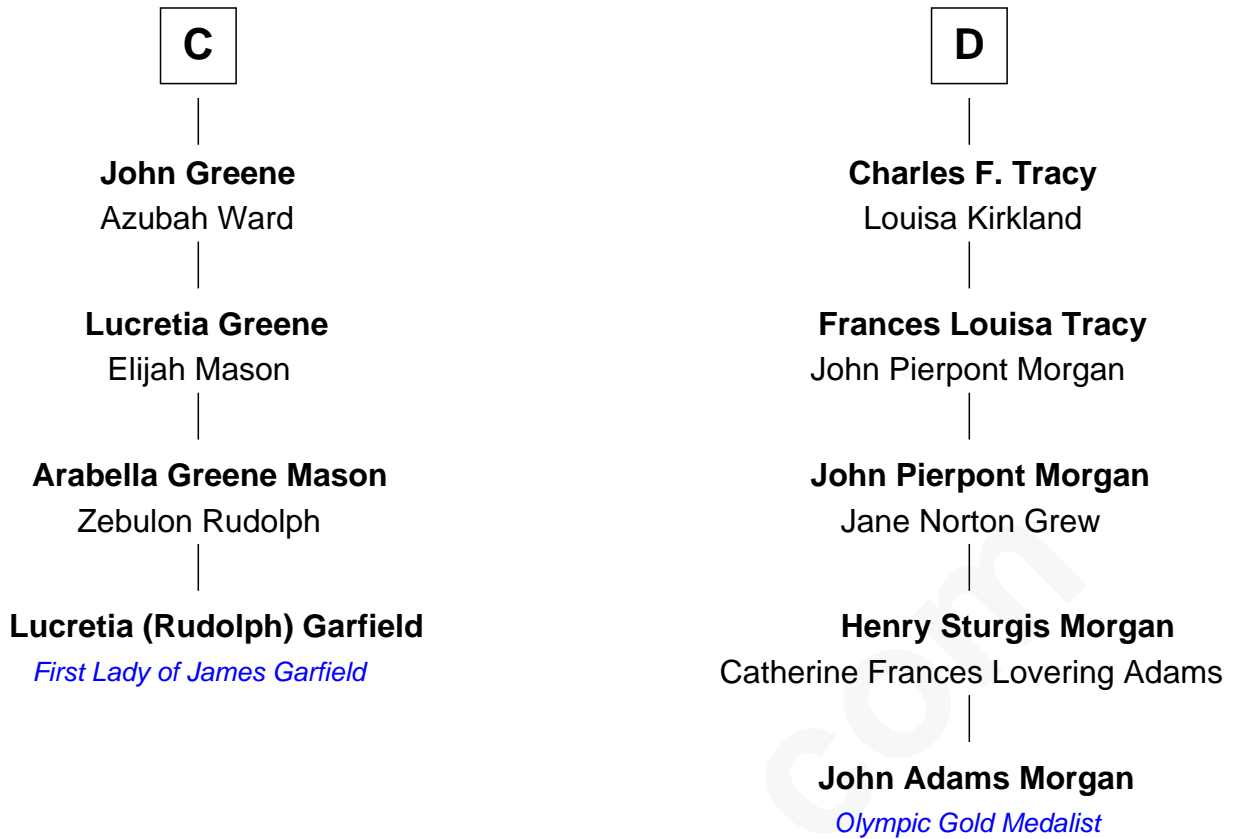 C
John Greene
Azubah Ward
Lucretia Greene
Elijah Mason
Arabella Greene Mason
Zebulon Rudolph
Lucretia (Rudolph) Garfield
First Lady of James Garfield
D
Charles F. Tracy
Louisa Kirkland
Frances Louisa Tracy
John Pierpont Morgan
John Pierpont Morgan
Jane Norton Grew
Henry Sturgis Morgan
Catherine Frances Lovering Adams
John Adams Morgan
Olympic Gold Medalist
com